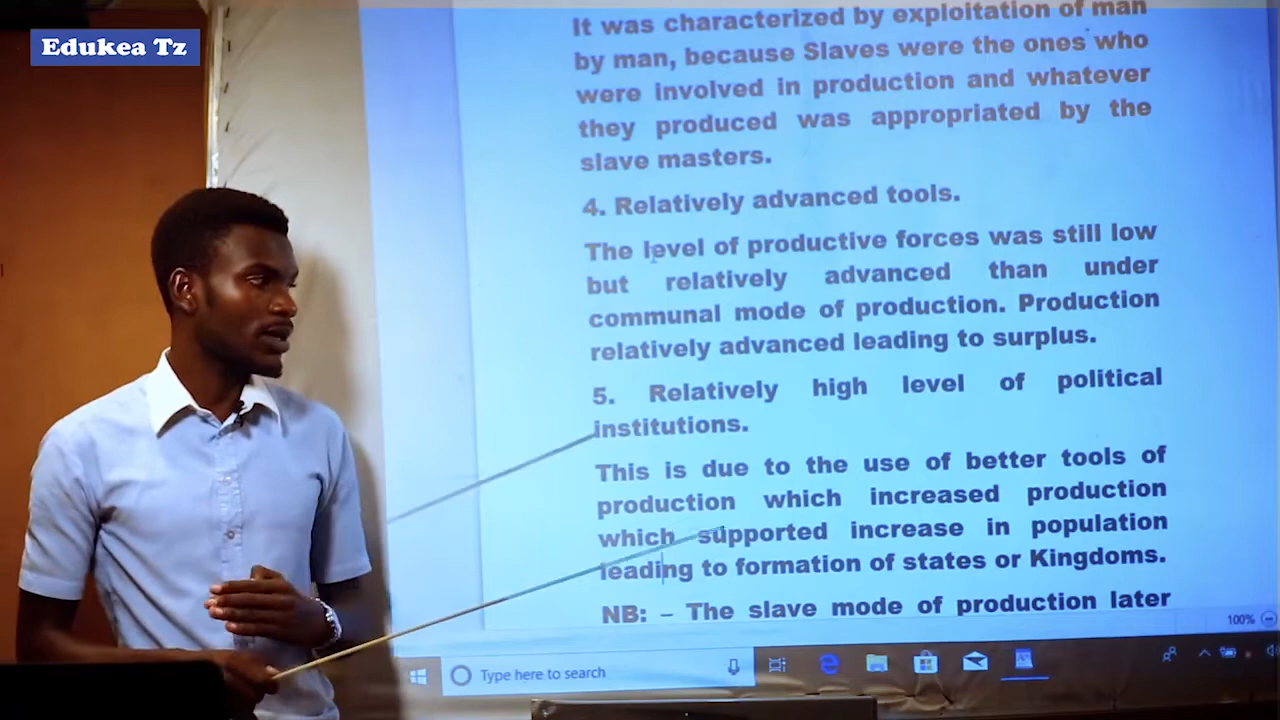 Edukea Tz
It was characterized by exploitation of man
by man, because Slaves were the ones who
were involved in production and whatever
they produced was appropriated by the
slave masters.
4. Relatively advanced tools.
The level of productive forces was still low
but relatively advanced than under
communal mode of production. Production
relatively advanced leading to surplus.
5. Relatively high level of political
institutions.
This is due to the use of better tools of
production which increased production
which supported increase in population
leading to formation of states or Kingdoms.
NB: – The slave mode of production later
100%
Type here to search